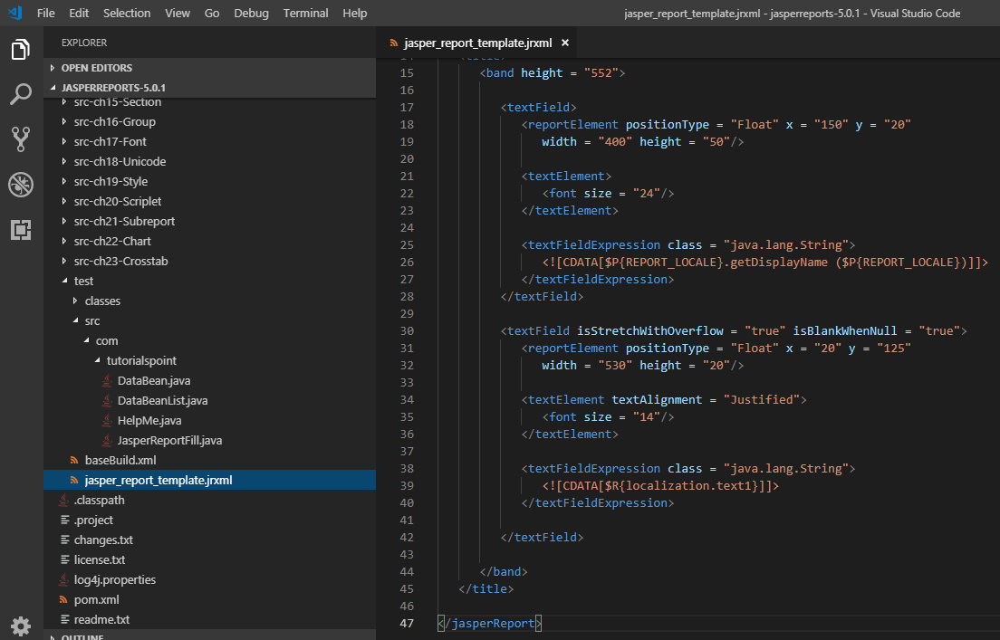 File Edit Selection View Go Debug Terminal Help
jasper_report_template.jrxml - jasperreports-5.0.1 - Visual Studio Code
EXPLORER
OPEN EDITORS
JASPERREPORTS-5.0.1
src-ch15-Section
src-ch16-Group
src-ch17-Font
src-ch18-Unicode
src-ch19-Style
src-ch20-Scriplet
src-ch21-Subreport
src-ch22-Chart
src-ch23-Crosstab
test
classes
src
com
tutorialspoint
DataBean.java
DataBeanList.java
HelpMe.java
JasperReportFill.java
baseBuild.xml
jasper_report_template.jrxml
.classpath
.project
changes.txt
license.txt
log4j.properties
pom.xml
readme.txt
OUTLINE
jasper_report_template.jrxml ×
14 <title>
15 <band height = "552">
16
17 <textField>
18 <reportElement positionType = "Float" x = "150" y = "20"
19 width = "400" height = "50"/>
20
21 <textElement>
22 <font size = "24"/>
23 </textElement>
24
25 <textFieldExpression class = "java.lang.String">
26 <![CDATA[$P{REPORT_LOCALE}.getDisplayName ($P{REPORT_LOCALE})]]>
27 </textFieldExpression>
28 </textField>
29
30 <textField isStretchWithOverflow = "true" isBlankWhenNull = "true">
31 <reportElement positionType = "Float" x = "20" y = "125"
32 width = "530" height = "20"/>
33
34 <textElement textAlignment = "Justified">
35 <font size = "14"/>
36 </textElement>
37
38 <textFieldExpression class = "java.lang.String">
39 <![CDATA[$R{localization.text1}]]>
40 </textFieldExpression>
41
42 </textField>
43
44 </band>
45 </title>
46
47 </jasperReport>